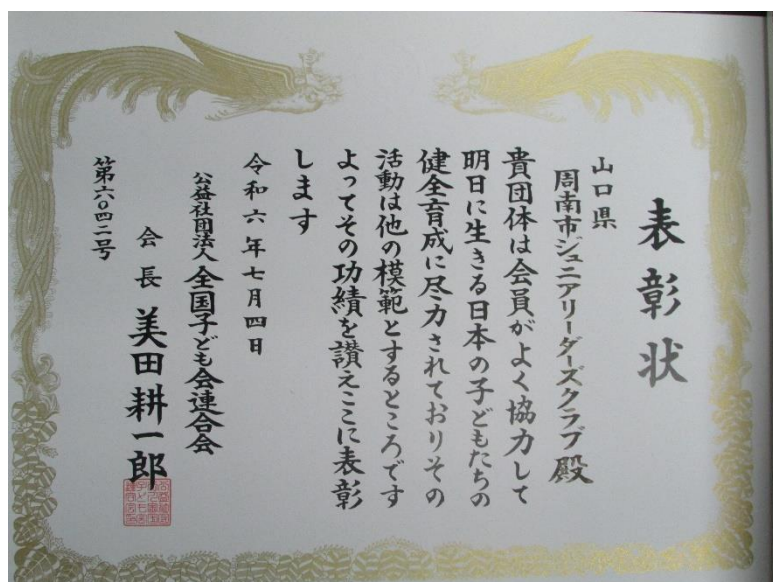 表彰状
山口県
周南市ジュニアリーダーズクラブ殿
貴団体は会員がよく協力して
明日に生きる日本の子どもたちの
健全育成に尽力されておりその
活動は他の模範とするところです
よってその功績を讃えここに表彰
します
令和六年七月四日
公益社団法人全国子ども会連合会
会長美田耕一郎
第六〇四二号